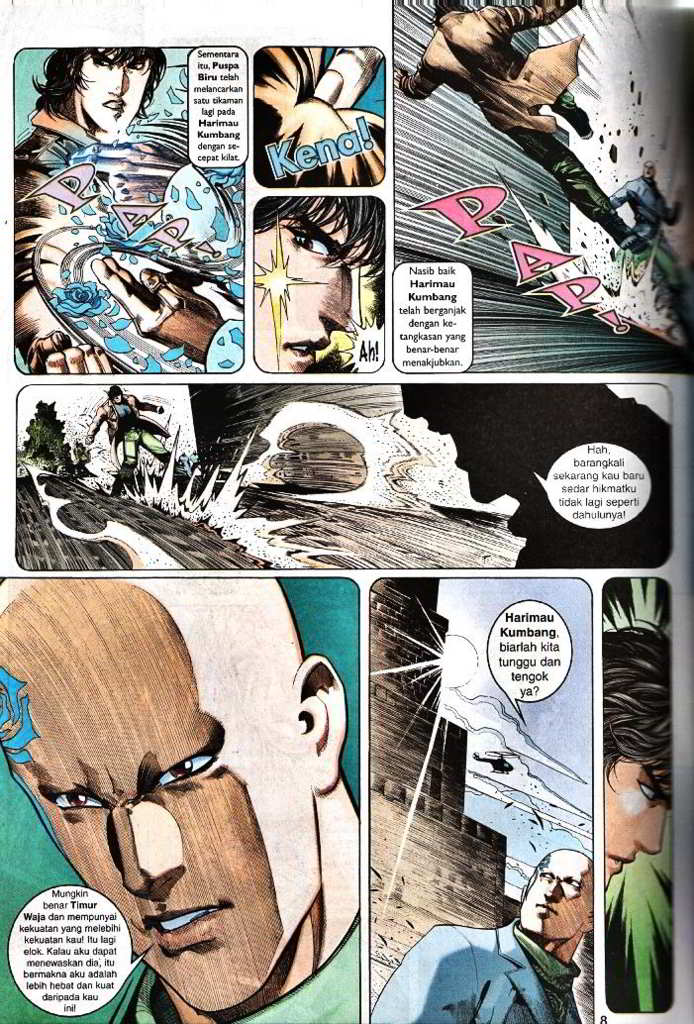 Sementara
itu, Puspa
Biru telah
melancarkan
satu tikaman
lagi pada
Harimau
Kumbang
dengan se-
cepat kilat.
PAPAP!
Kena!
Ah!
PAPAP!
Nasib baik
Harimau
Kumbang
telah berganjak
dengan ke-
tangkasan yang
benar-benar
menakjubkan.
Hah,
barangkali
sekarang kau baru
sedar hikmatku
tidak lagi seperti
dahulunya!
Mungkin
benar Timur
Waja dan mempunyai
kekuatan yang melebihi
kekuatan kau! Itu lagi
elok. Kalau aku dapat
menewaskan dia, itu
bermakna aku adalah
lebih hebat dan kuat
daripada kau
ini!
Harimau
Kumbang,
biarlah kita
tunggu dan
tengok
ya?
8